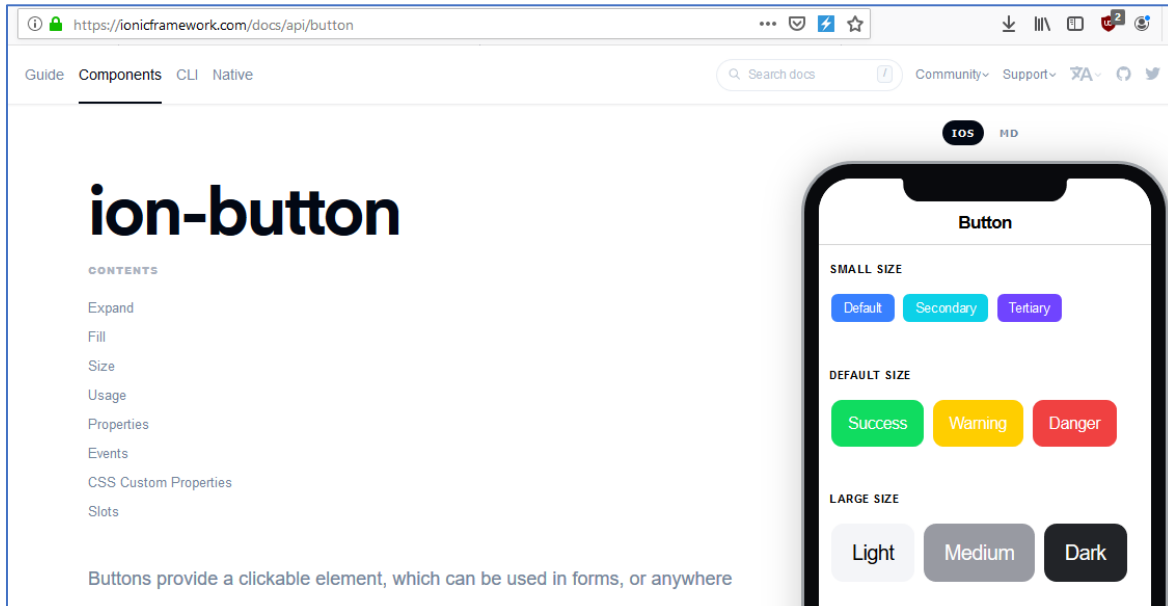 https://ionicframework.com/docs/api/button
2
Guide Components CLI Native
Search docs /
Community Support
文A
IOS MD
ion-button
CONTENTS
Expand
Fill
Size
Usage
Properties
Events
CSS Custom Properties
Slots
Buttons provide a clickable element, which can be used in forms, or anywhere
Button
SMALL SIZE
Default Secondary Tertiary
DEFAULT SIZE
Success Warning Danger
LARGE SIZE
Light Medium Dark